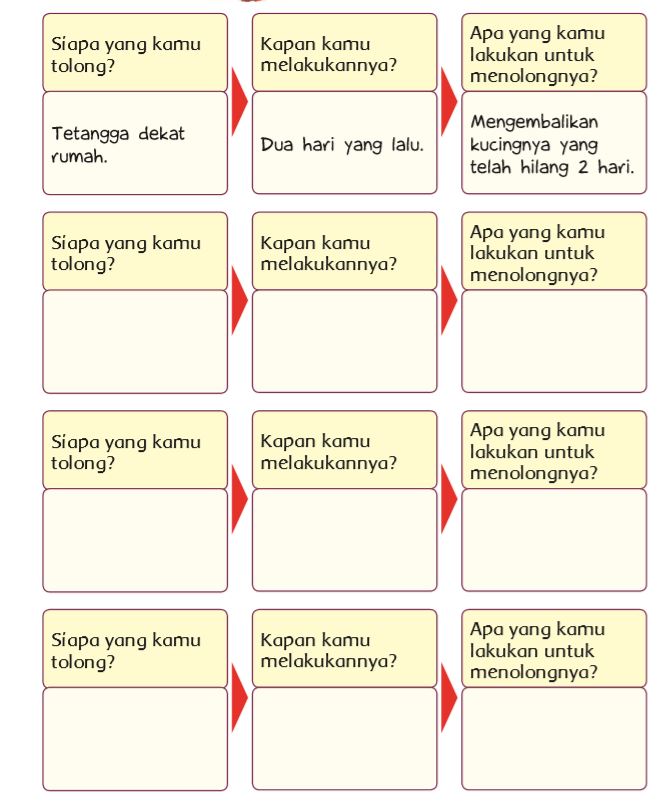 Siapa yang kamu
tolong?
Kapan kamu
melakukannya?
Apa yang kamu
lakukan untuk
menolongnya?
Tetangga dekat
rumah.
Dua hari yang lalu.
Mengembalikan
kucingnya yang
telah hilang 2 hari.
Siapa yang kamu
tolong?
Kapan kamu
melakukannya?
Apa yang kamu
lakukan untuk
menolongnya?
Siapa yang kamu
tolong?
Kapan kamu
melakukannya?
Apa yang kamu
lakukan untuk
menolongnya?
Siapa yang kamu
tolong?
Kapan kamu
melakukannya?
Apa yang kamu
lakukan untuk
menolongnya?